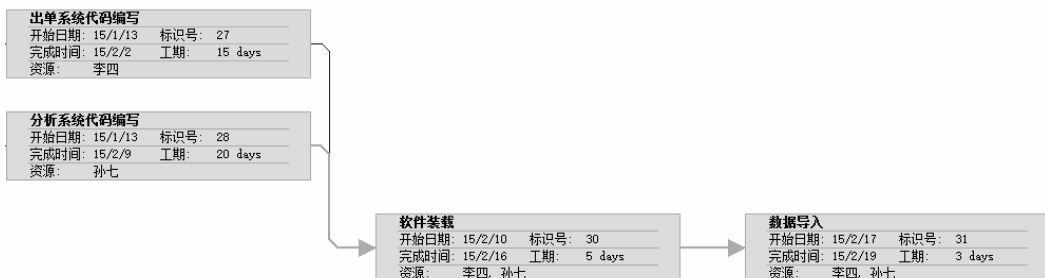 出单系统代码编写
开始日期: 15/1/13 标识号: 27
完成时间: 15/2/2 工期: 15 days
资源: 李四
分析系统代码编写
开始日期: 15/1/13 标识号: 28
完成时间: 15/2/9 工期: 20 days
资源: 孙七
软件装载
开始日期: 15/2/10 标识号: 30
完成时间: 15/2/16 工期: 5 days
资源: 李四, 孙七
数据导入
开始日期: 15/2/17 标识号: 31
完成时间: 15/2/19 工期: 3 days
资源: 李四, 孙七